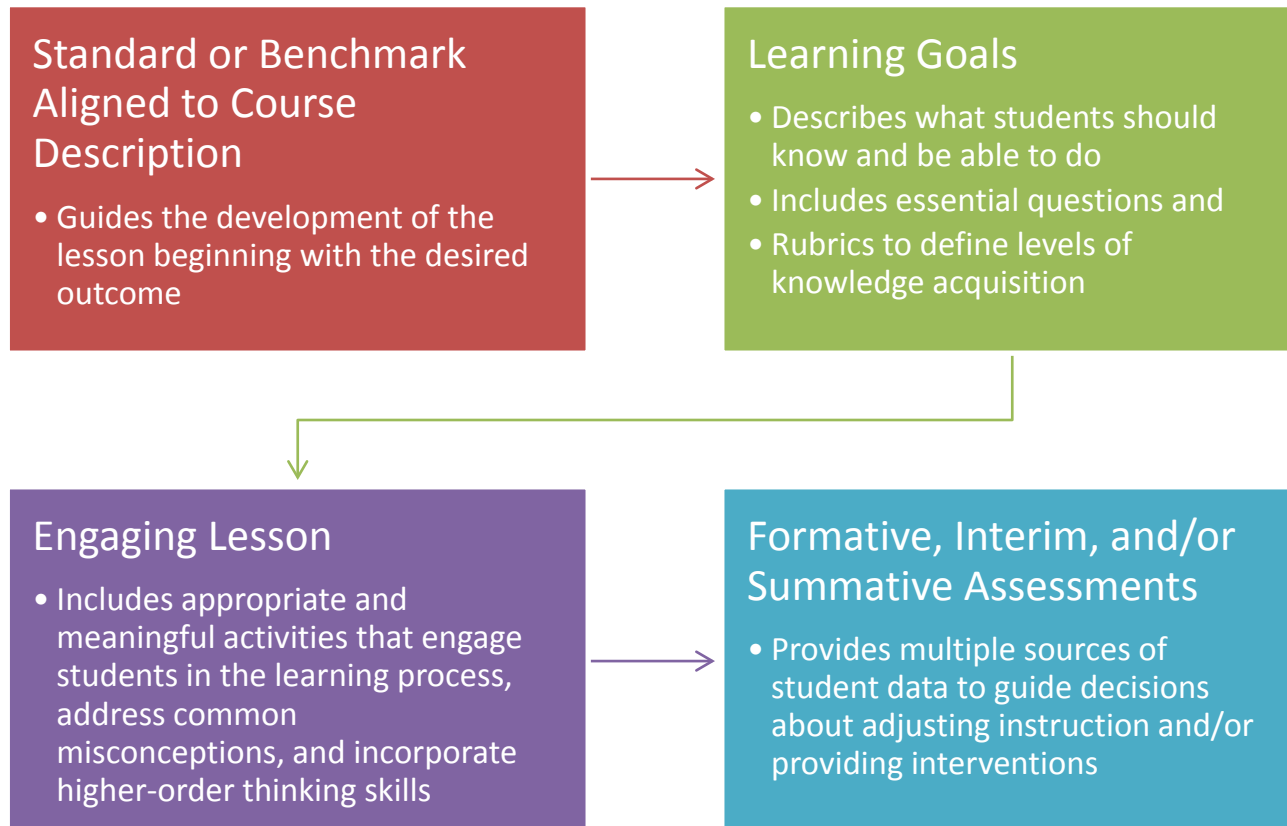 Standard or Benchmark
Aligned to Course
Description
• Guides the development of the
lesson beginning with the desired
outcome
Learning Goals
• Describes what students should
know and be able to do
• Includes essential questions and
• Rubrics to define levels of
knowledge acquisition
Engaging Lesson
• Includes appropriate and
meaningful activities that engage
students in the learning process,
address common
misconceptions, and incorporate
higher-order thinking skills
Formative, Interim, and/or
Summative Assessments
• Provides multiple sources of
student data to guide decisions
about adjusting instruction and/or
providing interventions